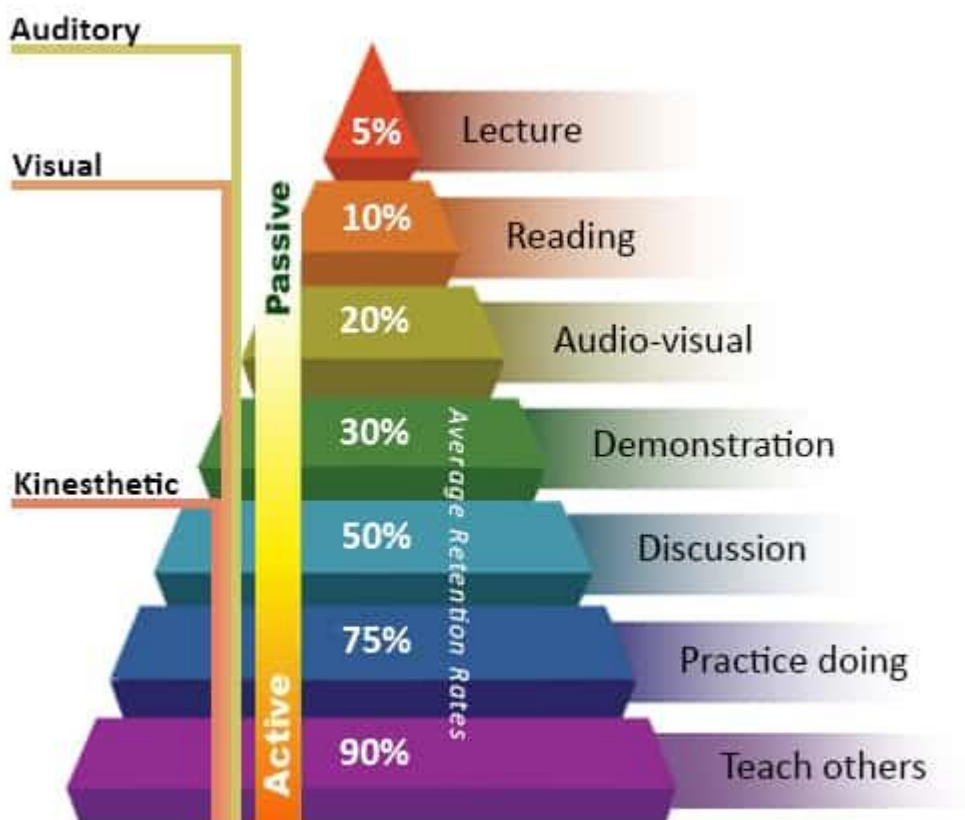 Auditory
Visual
Kinesthetic
Passive
Active
5%
Lecture
10%
Reading
20%
Audio-visual
30%
Demonstration
50%
Discussion
75%
Practice doing
90%
Teach others
Average Retention Rates